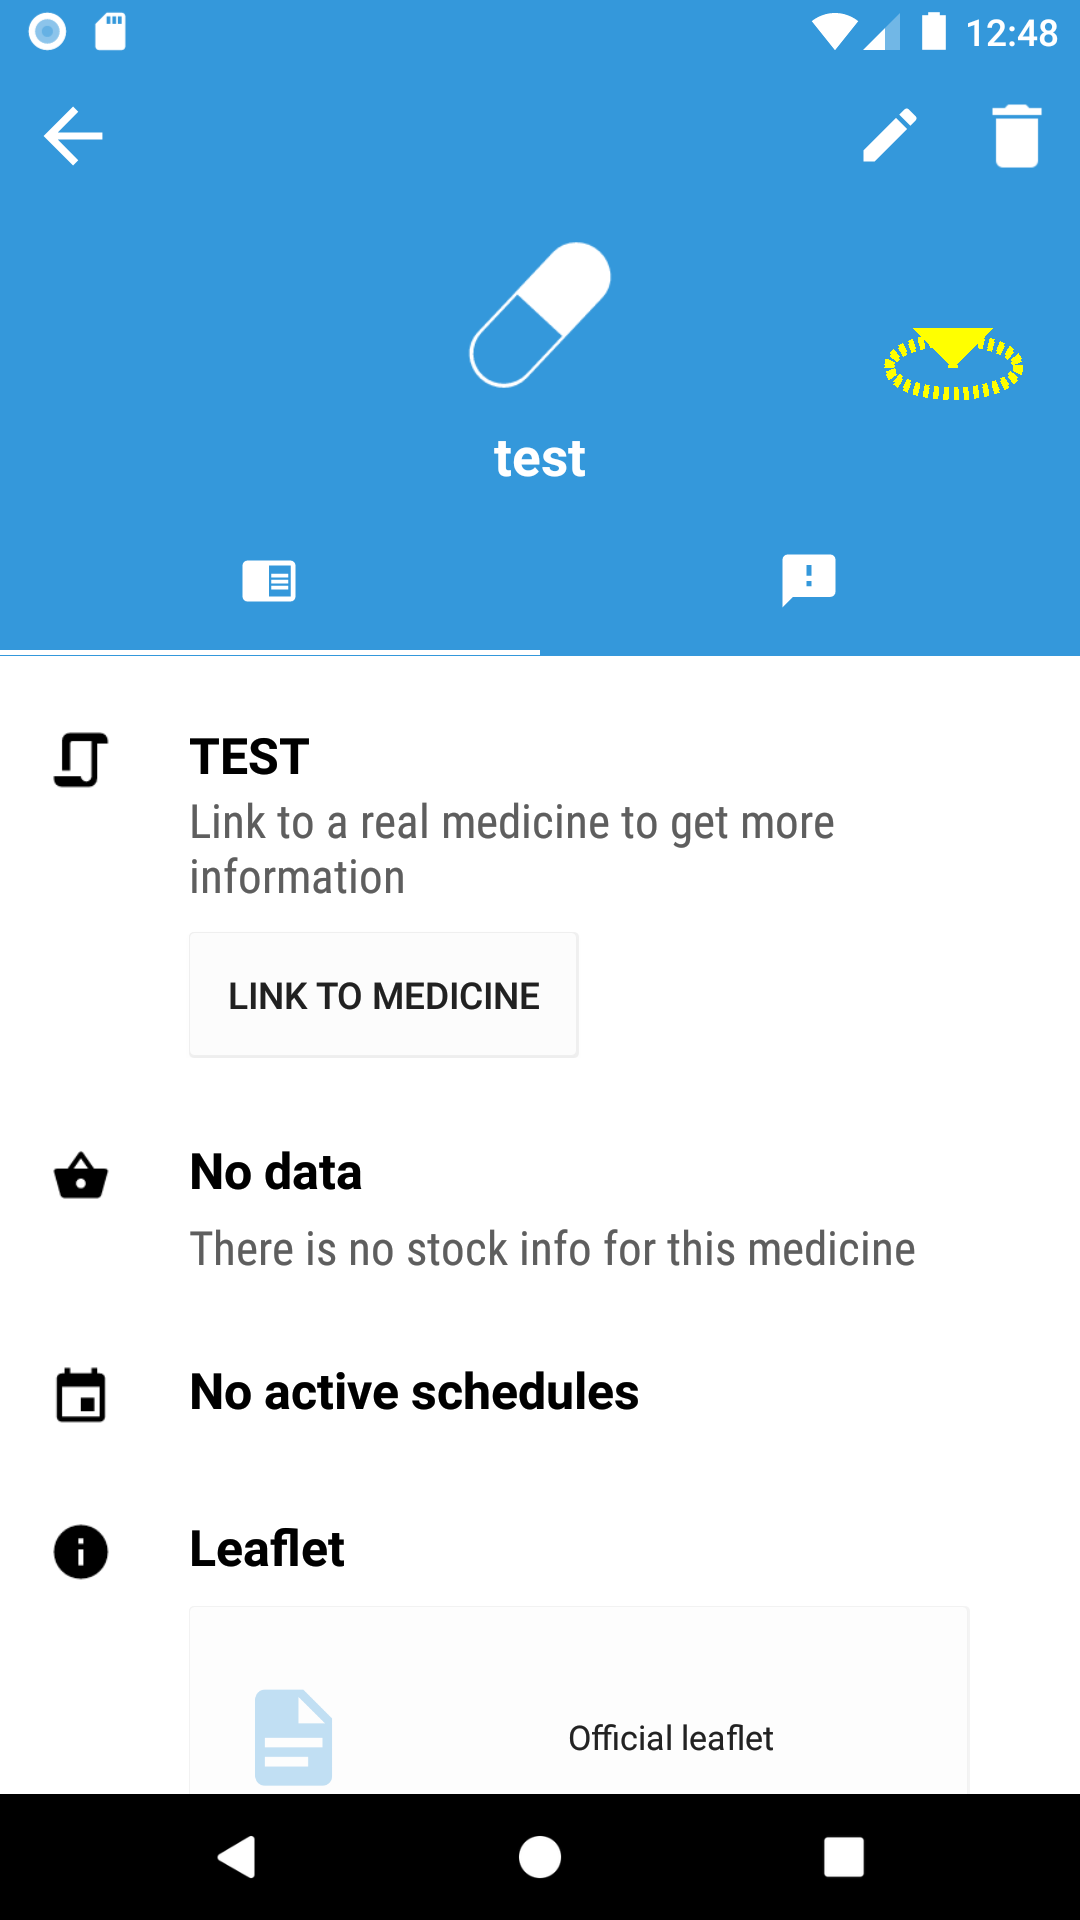 12:48
test
TEST
Link to a real medicine to get more
information
LINK TO MEDICINE
No data
There is no stock info for this medicine
No active schedules
Leaflet
Official leaflet